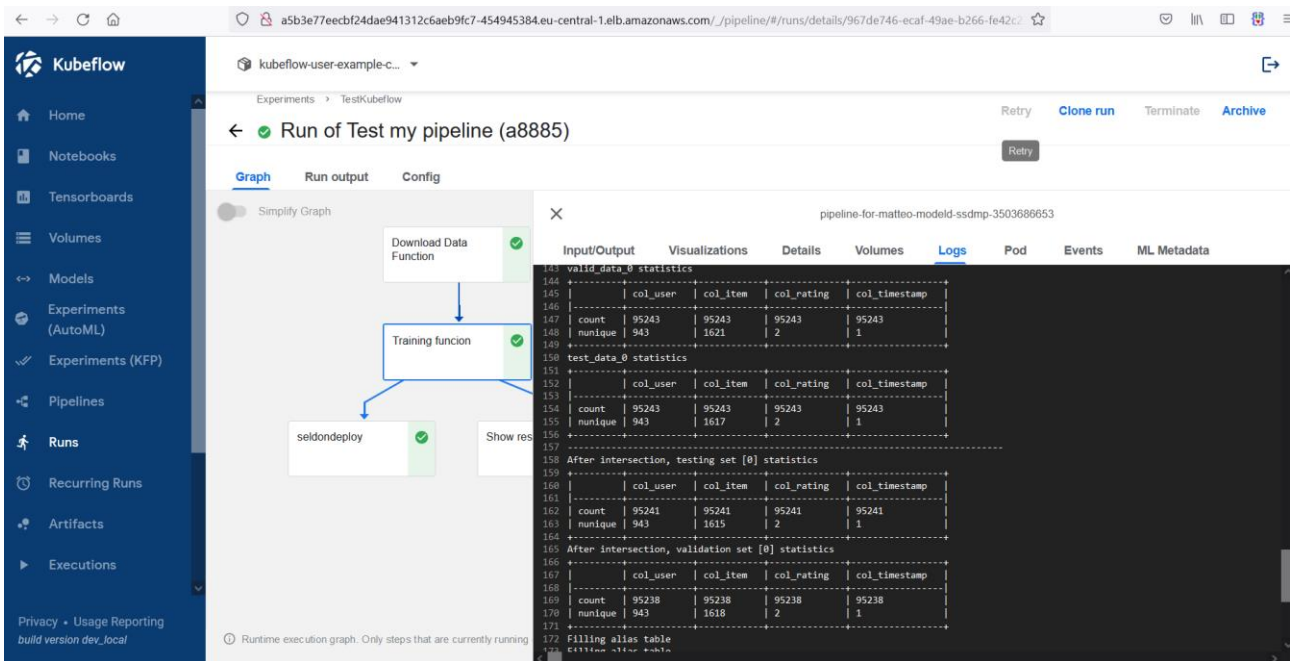 a5b3e77eecbf24dae941312c6aeb9fc7-454945384.eu-central-1.elb.amazonaws.com/_/pipeline/#/runs/details/967de746-ecaf-49ae-b266-fe42c2
Kubeflow
kubeflow-user-example-c...
Home
Notebooks
Tensorboards
Volumes
Models
Experiments
(AutoML)
Experiments (KFP)
Pipelines
Runs
Recurring Runs
Artifacts
Executions
Privacy • Usage Reporting
build version dev_local
Experiments > TestKubeflow
Run of Test my pipeline (a8885)
Retry Clone run Terminate Archive
Retry
Graph Run output Config
Simplify Graph
Download Data
Function
Training funcion
seldondeploy
Show res
Runtime execution graph. Only steps that are currently running
pipeline-for-matteo-modeld-ssdmp-3503686653
Input/Output Visualizations Details Volumes Logs Pod Events ML Metadata
143 valid_data_0 statistics
144 +---------+------------+------------+--------------+-----------------+
145 | | col_user | col_item | col_rating | col_timestamp |
146 |---------+------------+------------+--------------+-----------------|
147 | count | 95243 | 95243 | 95243 | 95243 |
148 | nunique | 943 | 1621 | 2 | 1 |
149 +---------+------------+------------+--------------+-----------------+
150 test_data_0 statistics
151 +---------+------------+------------+--------------+-----------------+
152 | | col_user | col_item | col_rating | col_timestamp |
153 |---------+------------+------------+--------------+-----------------|
154 | count | 95243 | 95243 | 95243 | 95243 |
155 | nunique | 943 | 1617 | 2 | 1 |
156 +---------+------------+------------+--------------+-----------------+
157 --------------------------------------------------------------------------------
158 After intersection, testing set [0] statistics
159 +---------+------------+------------+--------------+-----------------+
160 | | col_user | col_item | col_rating | col_timestamp |
161 |---------+------------+------------+--------------+-----------------|
162 | count | 95241 | 95241 | 95241 | 95241 |
163 | nunique | 943 | 1615 | 2 | 1 |
164 +---------+------------+------------+--------------+-----------------+
165 After intersection, validation set [0] statistics
166 +---------+------------+------------+--------------+-----------------+
167 | | col_user | col_item | col_rating | col_timestamp |
168 |---------+------------+------------+--------------+-----------------|
169 | count | 95238 | 95238 | 95238 | 95238 |
170 | nunique | 943 | 1618 | 2 | 1 |
171 +---------+------------+------------+--------------+-----------------+
172 Filling alias table
173 Filling alias table